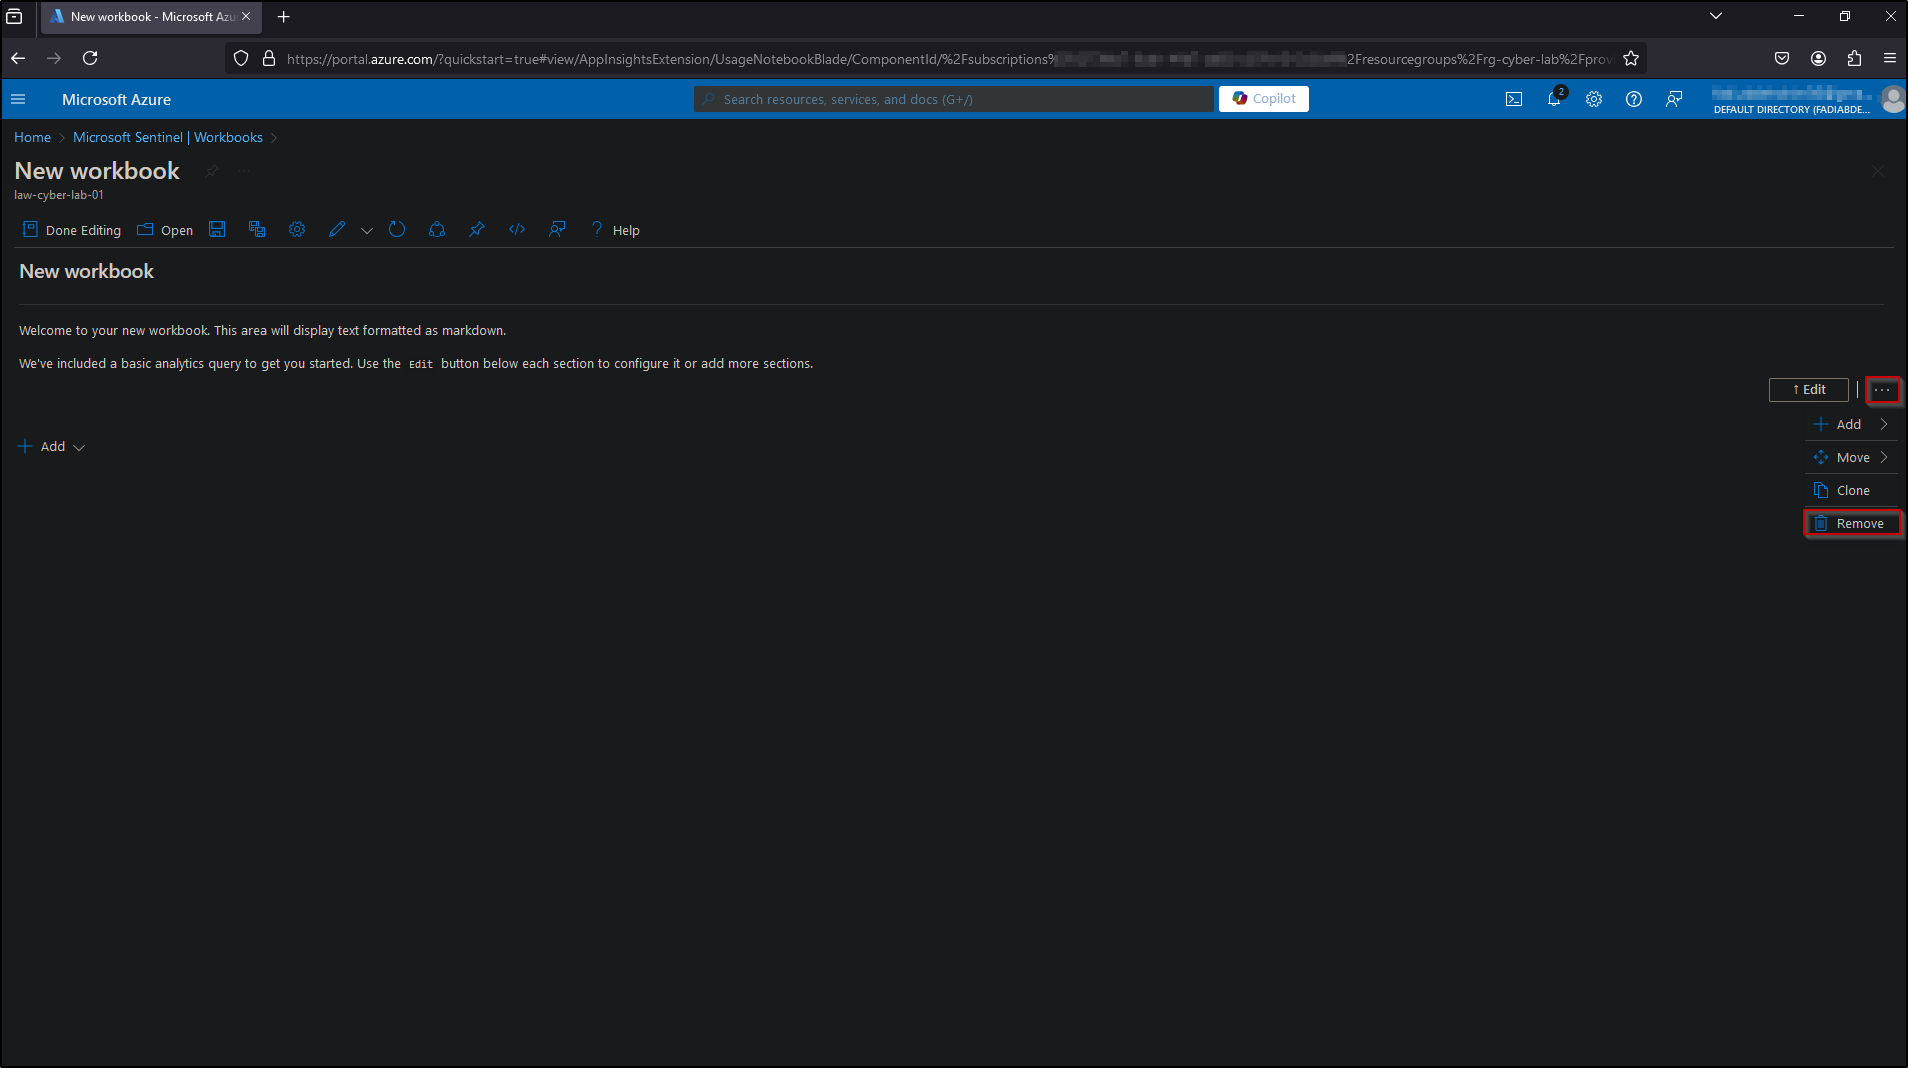 New workbook - Microsoft Azu
https://portal.azure.com/?quickstart=true#view/AppInsightsExtension/UsageNotebookBlade/ComponentId/%2Fsubscriptions% 2Fresourcegroups%2Frg-cyber-lab%2Fprov
Microsoft Azure
Search resources, services, and docs (G+/)
Copilot
2
DEFAULT DIRECTORY (FADIABDE...
Home > Microsoft Sentinel | Workbooks >
New workbook
...
law-cyber-lab-01
Done Editing
Open
? Help
New workbook
Welcome to your new workbook. This area will display text formatted as markdown.
We've included a basic analytics query to get you started. Use the Edit button below each section to configure it or add more sections.
↑ Edit | ...
Add
Move
Clone
Remove
+ Add